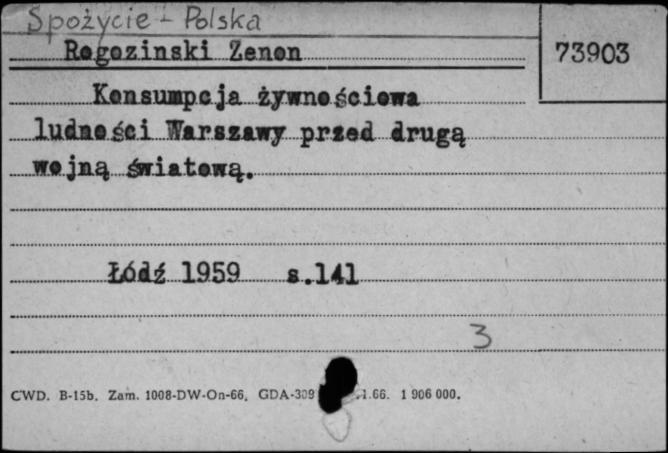 Spożycie - Polska
Rogozinski Zenon
73903
Konsumpcja żywnościowa
ludności Warszawy przed drugą
wojną światową.
Łódź 1959 s.141
3
CWD. B-15b. Zam. 1008-DW-On-66. GDA-309 1.66. 1 906 000.